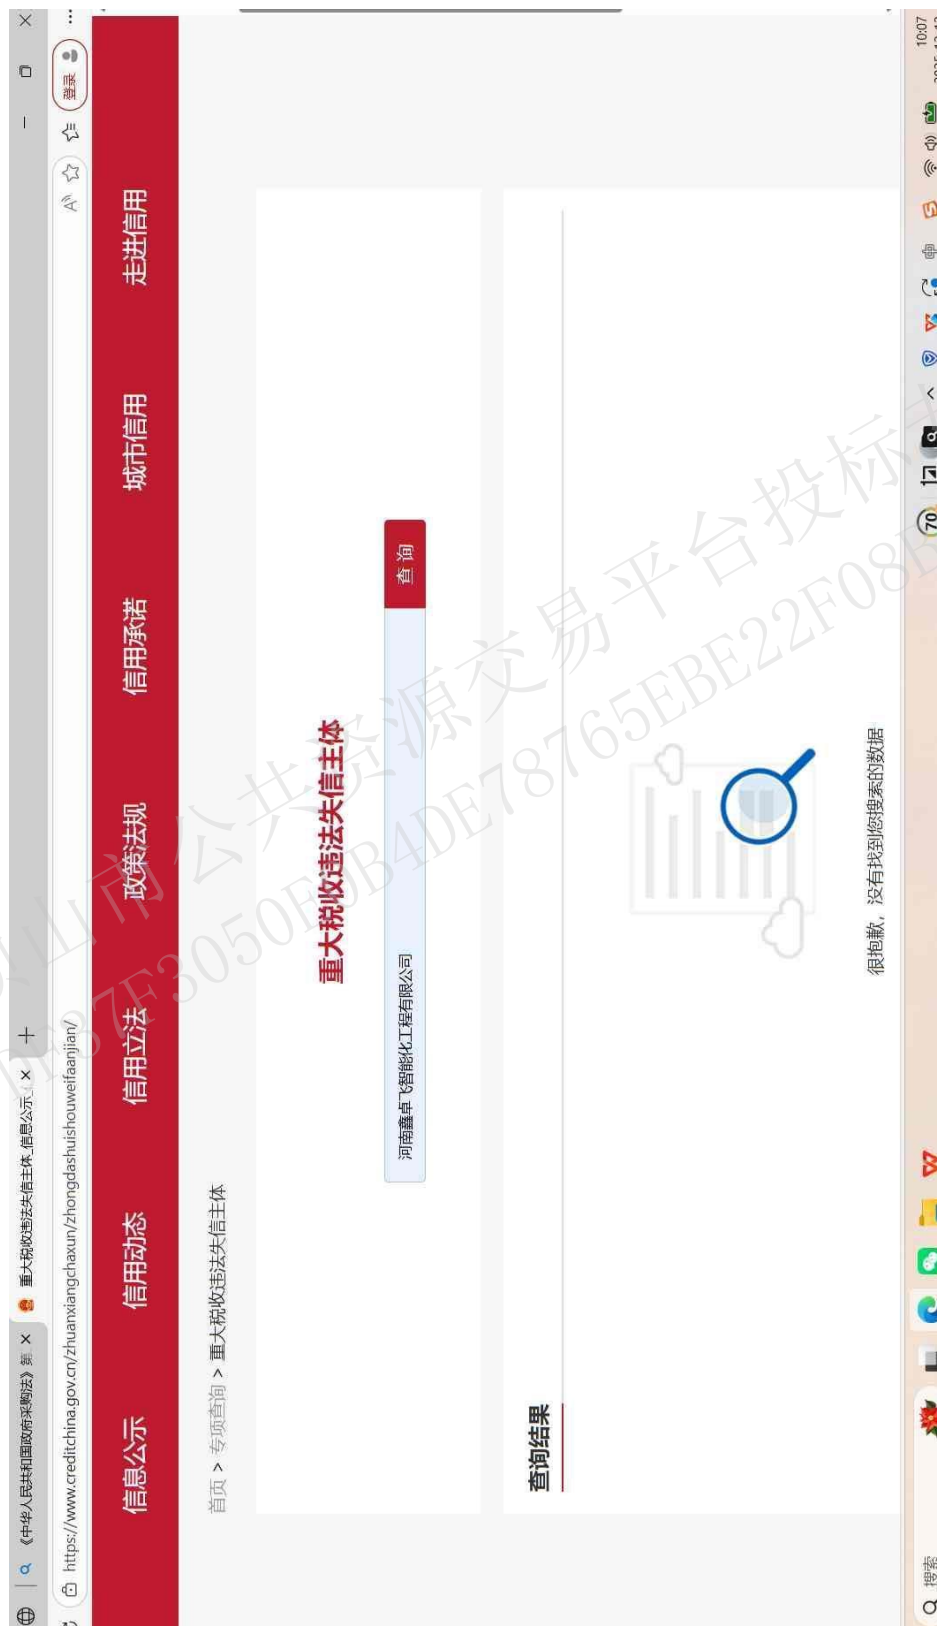 《中华人民共和国政府采购法》第
重大税收违法失信主体_信息公示_
https://www.creditchina.gov.cn/zhuanxiangchaxun/zhongdashuishouweifaanjian/
登录
信息公示 信用动态 信用立法 政策法规 信用承诺 城市信用 走进信用
首页 > 专项查询 > 重大税收违法失信主体
重大税收违法失信主体
河南鑫卓飞智能化工程有限公司 查询
查询结果
很抱歉，没有找到您搜索的数据
搜索
70
中
10:07
山市公共资源交易平台投标
F3050F0B4DE78765EBE22F08